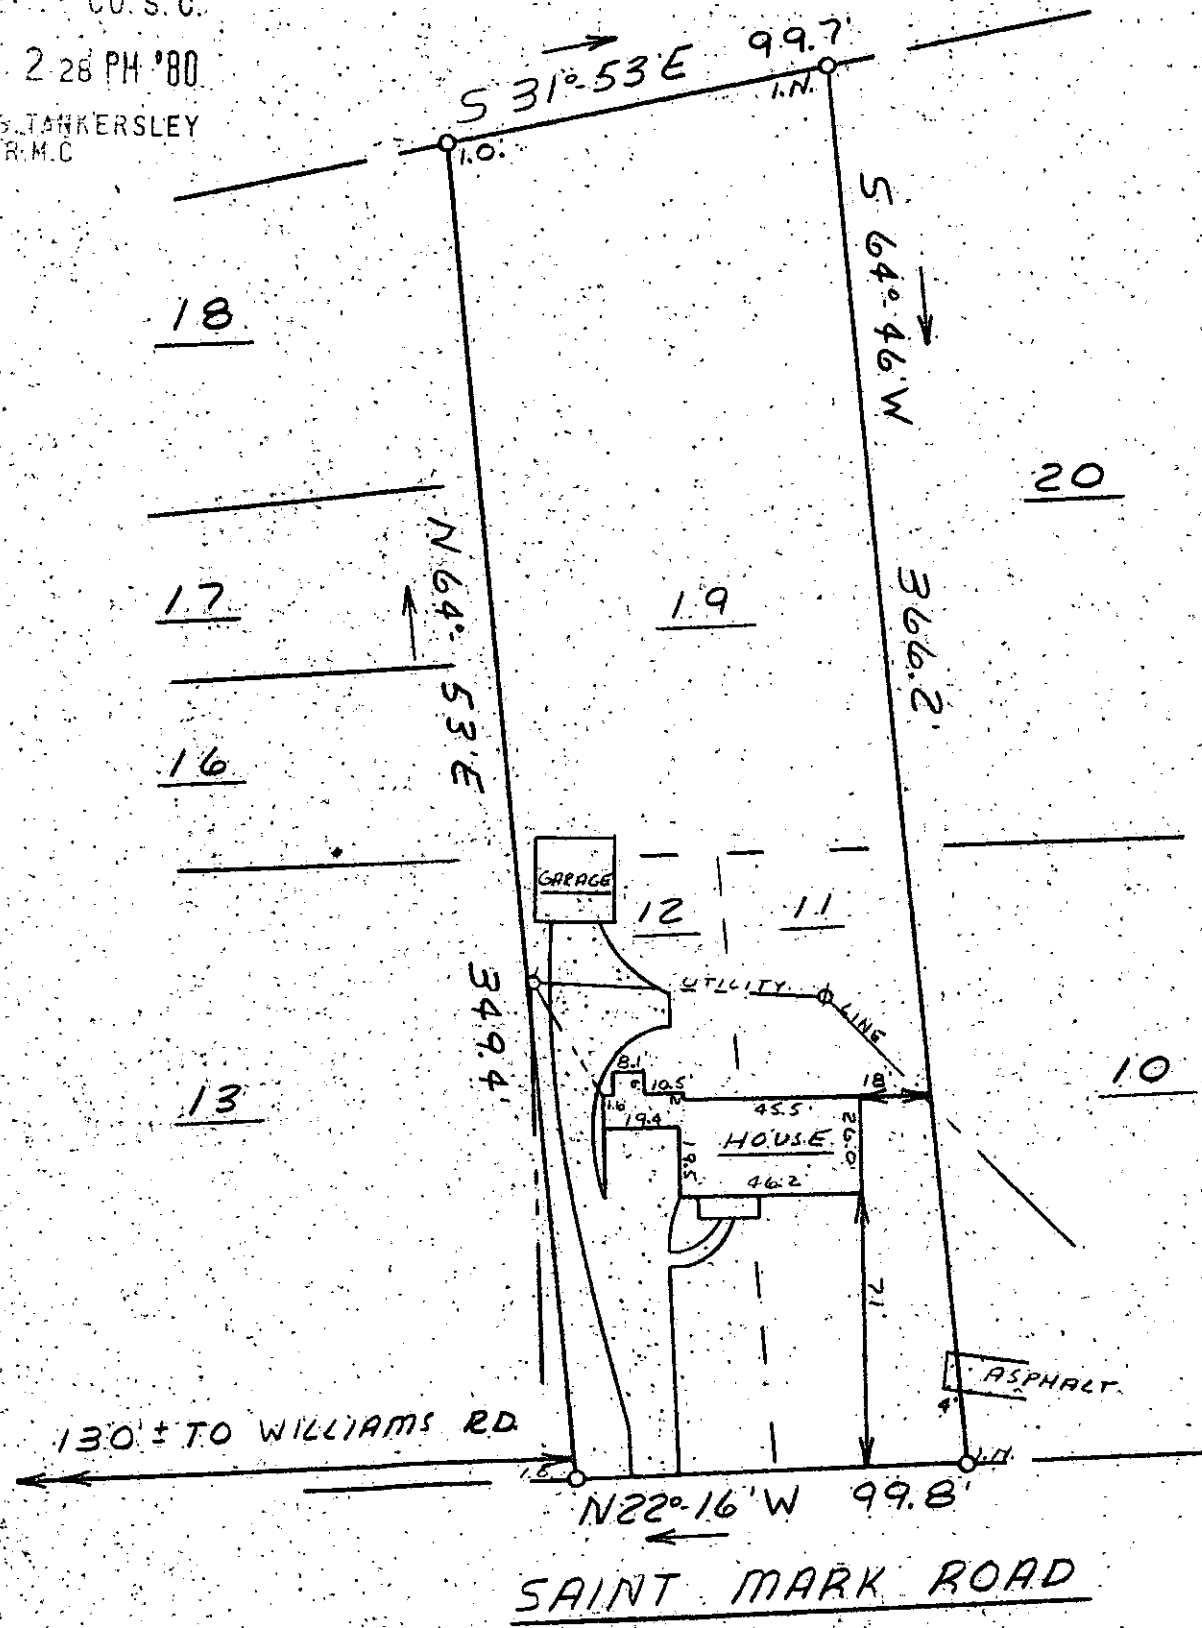 CO. S. C.
2 28 PM '80
TANKERSLEY
R.M.C
S 31°-53'E 99.7'
I.O.
I.N.
S 64°-46'W
366.2'
18
20
17
N 64°-53'E
349.4'
19
16
GARAGE
12
11
UTILITY LINE
13
10
8.1
10.5'
1.6
19.4
45.5'
18'
HOUSE
26.0'
19.5
46.2'
71'
ASPHALT
4'
130'± TO WILLIAMS RD.
I.N.
N22°-16'W 99.8'
SAINT MARK ROAD